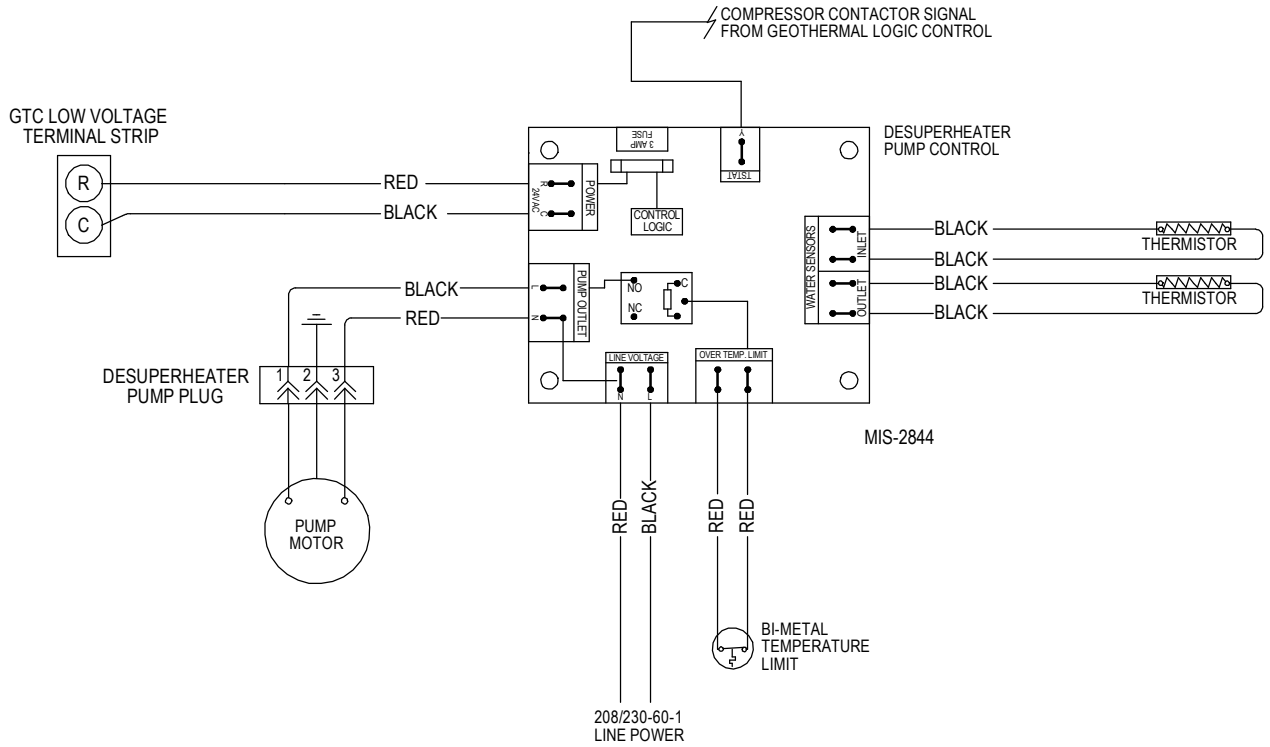 COMPRESSOR CONTACTOR SIGNAL
FROM GEOTHERMAL LOGIC CONTROL
GTC LOW VOLTAGE
TERMINAL STRIP
R
C
RED
BLACK
3 AMP
FUSE
Y
TSTAT
DESUPERHEATER
PUMP CONTROL
R
C
24VAC
POWER
CONTROL
LOGIC
WATER SENSORS
INLET
OUTLET
BLACK
BLACK
THERMISTOR
BLACK
BLACK
THERMISTOR
BLACK
RED
L
N
PUMP OUTLET
NO
NC
C
LINE VOLTAGE
N
L
OVER TEMP. LIMIT
DESUPERHEATER
PUMP PLUG
1
2
3
MIS-2844
PUMP
MOTOR
RED
BLACK
RED
RED
BI-METAL
TEMPERATURE
LIMIT
208/230-60-1
LINE POWER